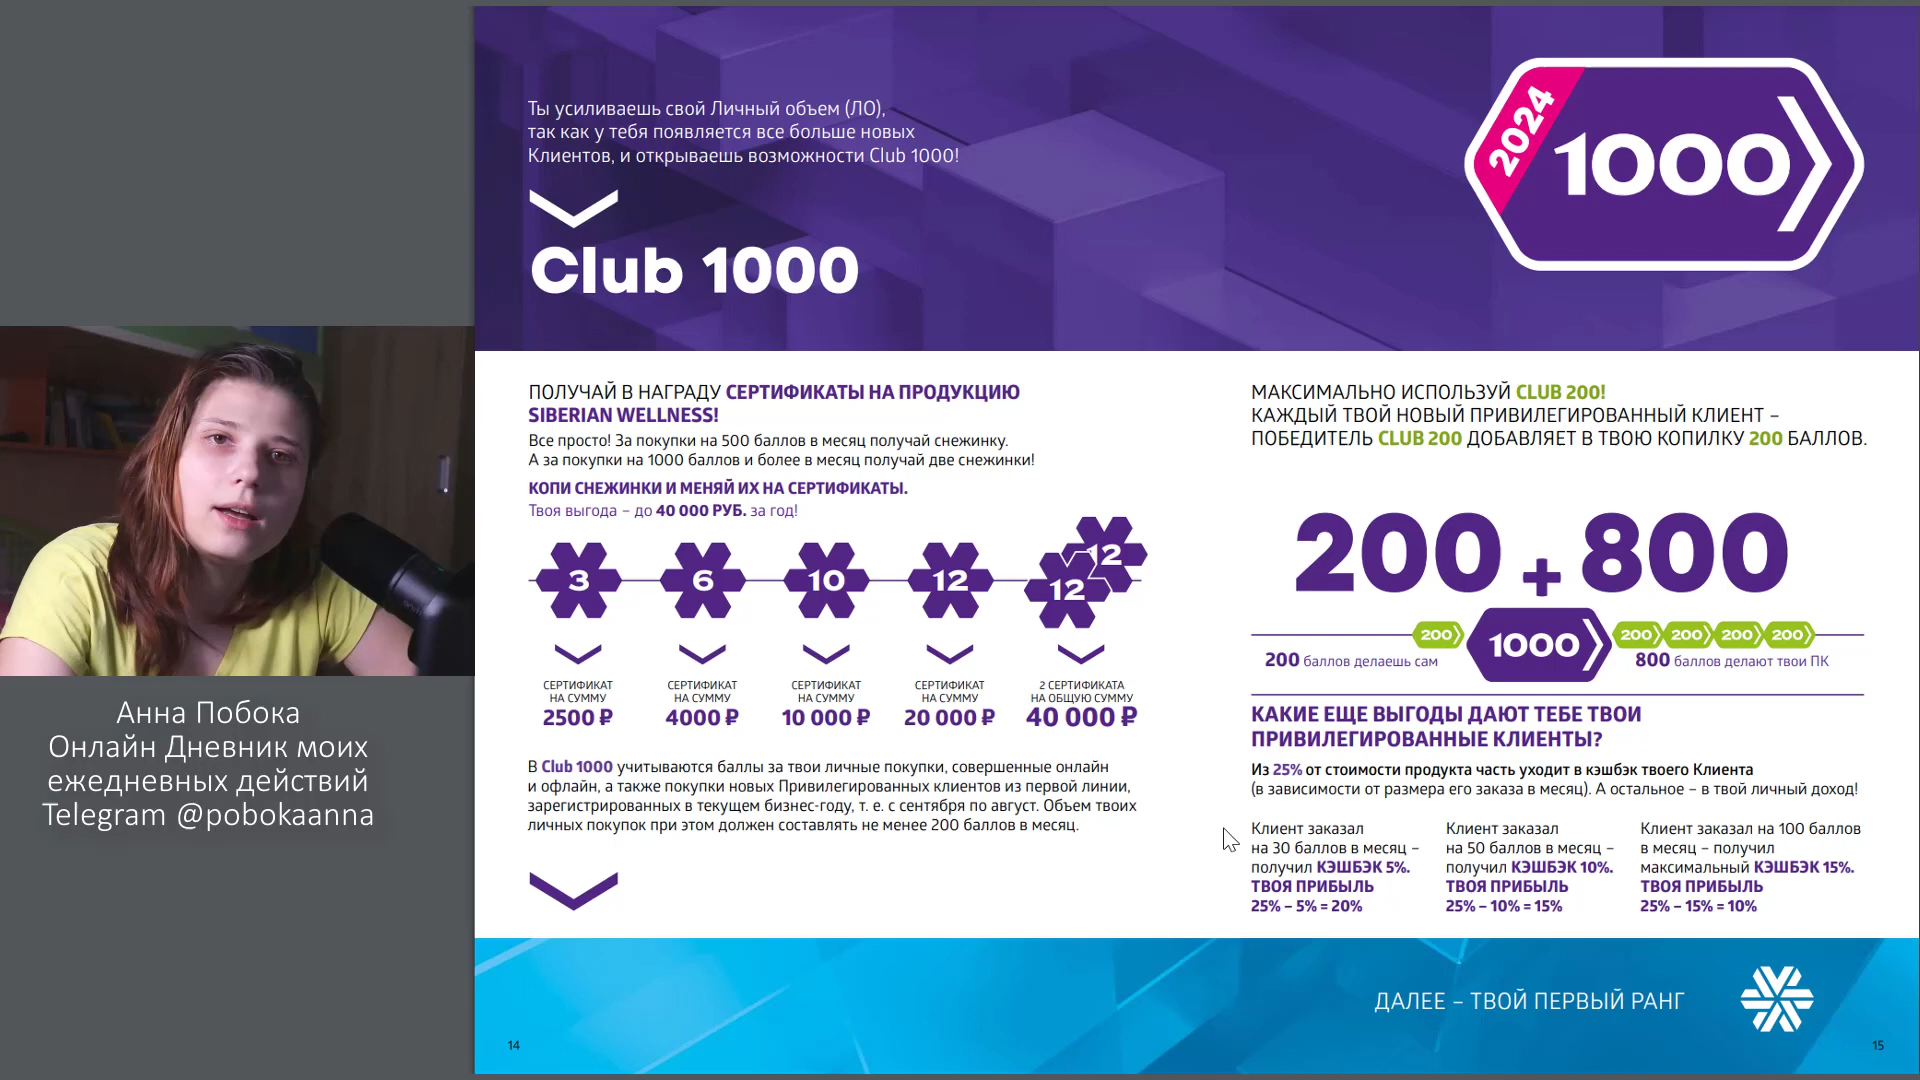 Ты усиливаешь свой Личный объем (ЛО),
так как у тебя появляется все больше новых
Клиентов, и открываешь возможности Club 1000!
Club 1000
2024
1000
Анна Побока
Онлайн Дневник моих
ежедневных действий
Telegram @pobokaanna
ПОЛУЧАЙ В НАГРАДУ СЕРТИФИКАТЫ НА ПРОДУКЦИЮ
SIBERIAN WELLNESS!
Все просто! За покупки на 500 баллов в месяц получай снежинку.
А за покупки на 1000 баллов и более в месяц получай две снежинки!
КОПИ СНЕЖИНКИ И МЕНЯЙ ИХ НА СЕРТИФИКАТЫ.
Твоя выгода – до 40 000 РУБ. за год!
3 6 10 12 12 12
СЕРТИФИКАТ
НА СУММУ
2500 ₽
СЕРТИФИКАТ
НА СУММУ
4000 ₽
СЕРТИФИКАТ
НА СУММУ
10 000 ₽
СЕРТИФИКАТ
НА СУММУ
20 000 ₽
2 СЕРТИФИКАТА
НА ОБЩУЮ СУММУ
40 000 ₽
В Club 1000 учитываются баллы за твои личные покупки, совершенные онлайн
и офлайн, а также покупки новых Привилегированных клиентов из первой линии,
зарегистрированных в текущем бизнес-году, т. е. с сентября по август. Объем твоих
личных покупок при этом должен составлять не менее 200 баллов в месяц.
14
МАКСИМАЛЬНО ИСПОЛЬЗУЙ CLUB 200!
КАЖДЫЙ ТВОЙ НОВЫЙ ПРИВИЛЕГИРОВАННЫЙ КЛИЕНТ –
ПОБЕДИТЕЛЬ CLUB 200 ДОБАВЛЯЕТ В ТВОЮ КОПИЛКУ 200 БАЛЛОВ.
200 + 800
200 1000 200 200 200 200
200 баллов делаешь сам
800 баллов делают твои ПК
КАКИЕ ЕЩЕ ВЫГОДЫ ДАЮТ ТЕБЕ ТВОИ
ПРИВИЛЕГИРОВАННЫЕ КЛИЕНТЫ?
Из 25% от стоимости продукта часть уходит в кэшбэк твоего Клиента
(в зависимости от размера его заказа в месяц). А остальное – в твой личный доход!
Клиент заказал
на 30 баллов в месяц –
получил КЭШБЭК 5%.
ТВОЯ ПРИБЫЛЬ
25% – 5% = 20%
Клиент заказал
на 50 баллов в месяц –
получил КЭШБЭК 10%.
ТВОЯ ПРИБЫЛЬ
25% – 10% = 15%
Клиент заказал на 100 баллов
в месяц – получил
максимальный КЭШБЭК 15%.
ТВОЯ ПРИБЫЛЬ
25% – 15% = 10%
ДАЛЕЕ – ТВОЙ ПЕРВЫЙ РАНГ
15